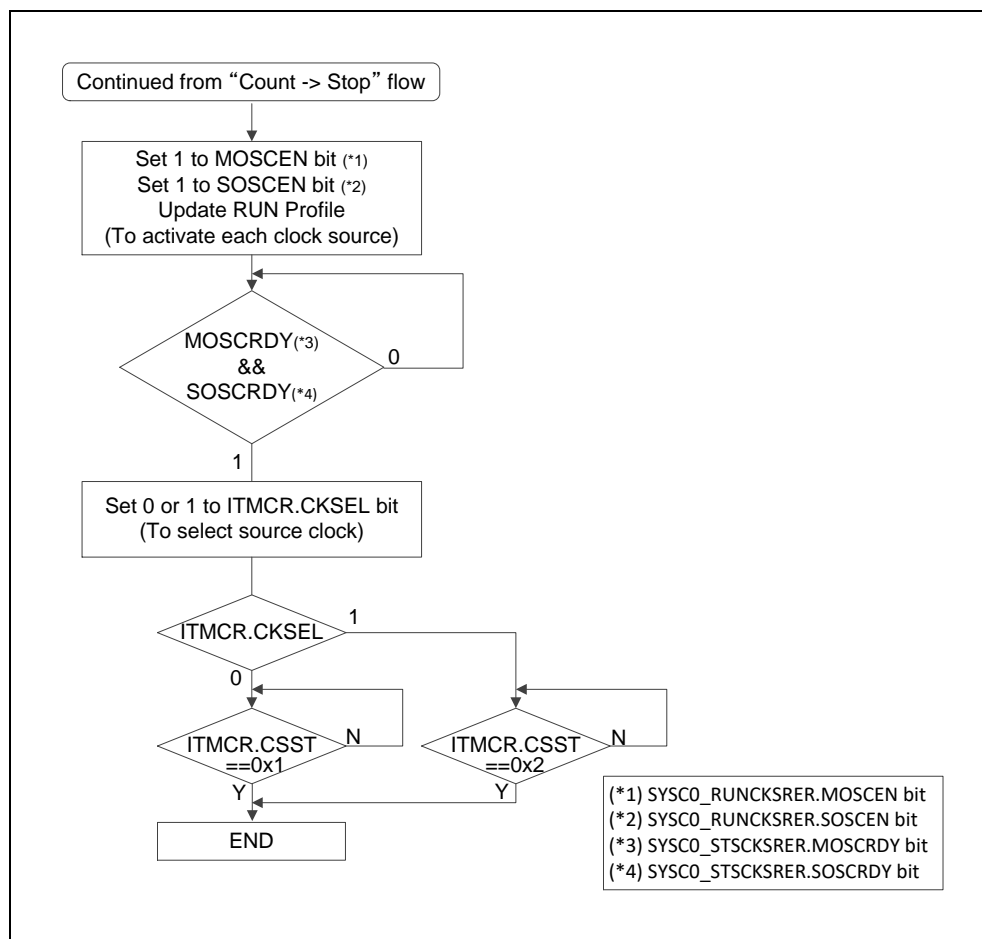 Continued from “Count -> Stop” flow
Set 1 to MOSCEN bit (*1)
Set 1 to SOSCEN bit (*2)
Update RUN Profile
(To activate each clock source)
MOSCRDY(*3)
&&
SOSCRDY(*4)
0
1
Set 0 or 1 to ITMCR.CKSEL bit
(To select source clock)
ITMCR.CKSEL
1
0
ITMCR.CSST
==0x1
N
Y
ITMCR.CSST
==0x2
N
Y
END
(*1) SYSC0_RUNCKSRER.MOSCEN bit
(*2) SYSC0_RUNCKSRER.SOSCEN bit
(*3) SYSC0_STSCKSRER.MOSCRDY bit
(*4) SYSC0_STSCKSRER.SOSCRDY bit